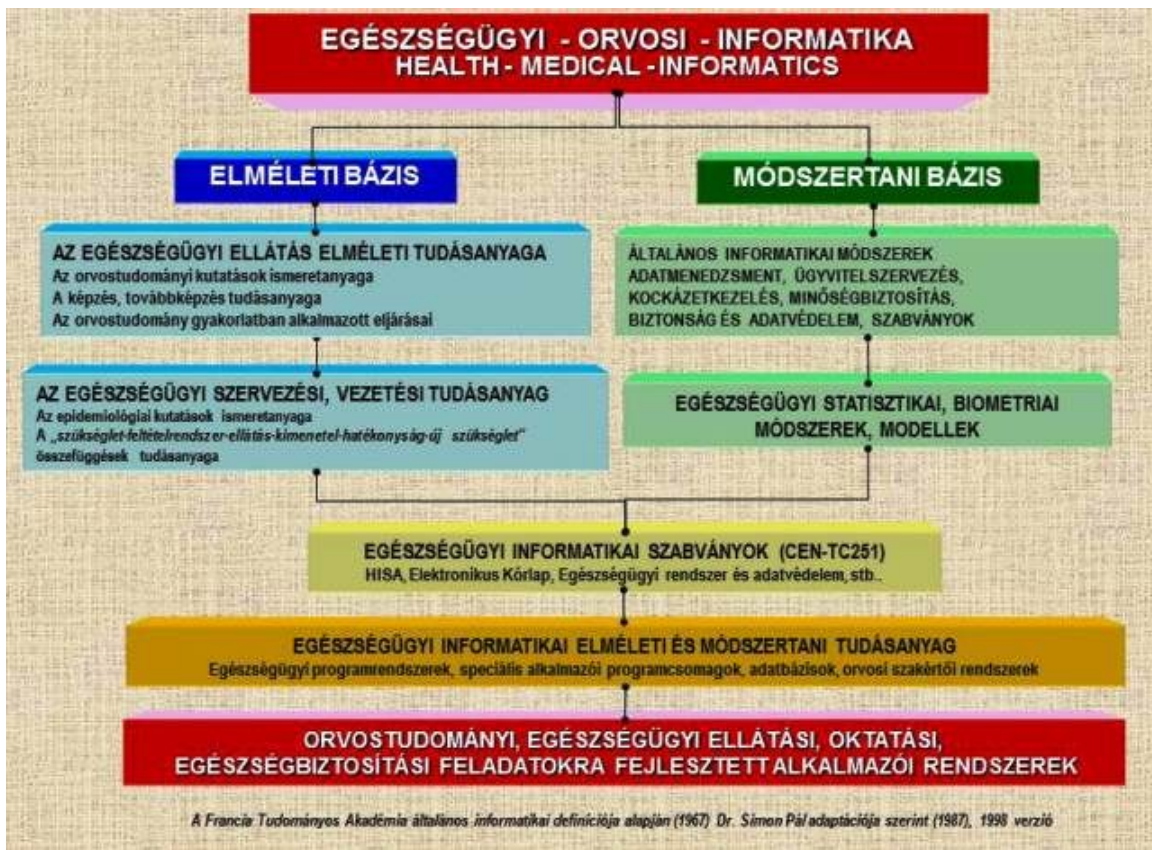 EGÉSZSÉGÜGYI - ORVOSI - INFORMATIKA
HEALTH - MEDICAL -INFORMATICS
ELMÉLETI BÁZIS
MÓDSZERTANI BÁZIS
AZ EGÉSZSÉGÜGYI ELLÁTÁS ELMÉLETI TUDÁSANYAGA
Az orvostudományi kutatások ismeretanyaga
A képzés, továbbképzés tudásanyaga
Az orvostudomány gyakorlatban alkalmazott eljárásai
ÁLTALÁNOS INFORMATIKAI MÓDSZEREK
ADATMENEDZSMENT, ÜGYVITELSZERVEZÉS,
KOCKÁZETKEZELÉS, MINŐSÉGBIZTOSÍTÁS,
BIZTONSÁG ÉS ADATVÉDELEM, SZABVÁNYOK
AZ EGÉSZSÉGÜGYI SZERVEZÉSI, VEZETÉSI TUDÁSANYAG
Az epidemiológiai kutatások ismeretanyaga
A „szükséglet-feltételrendszer-ellátás-kimenetel-hatékonyság-új szükséglet"
összefüggések tudásanyaga
EGÉSZSÉGÜGYI STATISZTIKAI, BIOMETRIAI
MÓDSZEREK, MODELLEK
EGÉSZSÉGÜGYI INFORMATIKAI SZABVÁNYOK (CEN-TC251)
HISA, Elektronikus Kórlap, Egészségügyi rendszer és adatvédelem, stb..
EGÉSZSÉGÜGYI INFORMATIKAI ELMÉLETI ÉS MÓDSZERTANI TUDÁSANYAG
Egészségügyi programrendszerek, speciális alkalmazói programcsomagok, adatbázisok, orvosi szakértői rendszerek
ORVOSTUDOMÁNYI, EGÉSZSÉGÜGYI ELLÁTÁSI, OKTATÁSI,
EGÉSZSÉGBIZTOSÍTÁSI FELADATOKRA FEJLESZTETT ALKALMAZÓI RENDSZEREK
A Francia Tudományos Akadémia általános informatikai definíciója alapján (1967) Dr. Simon Pál adaptációja szerint (1987), 1998 verzió